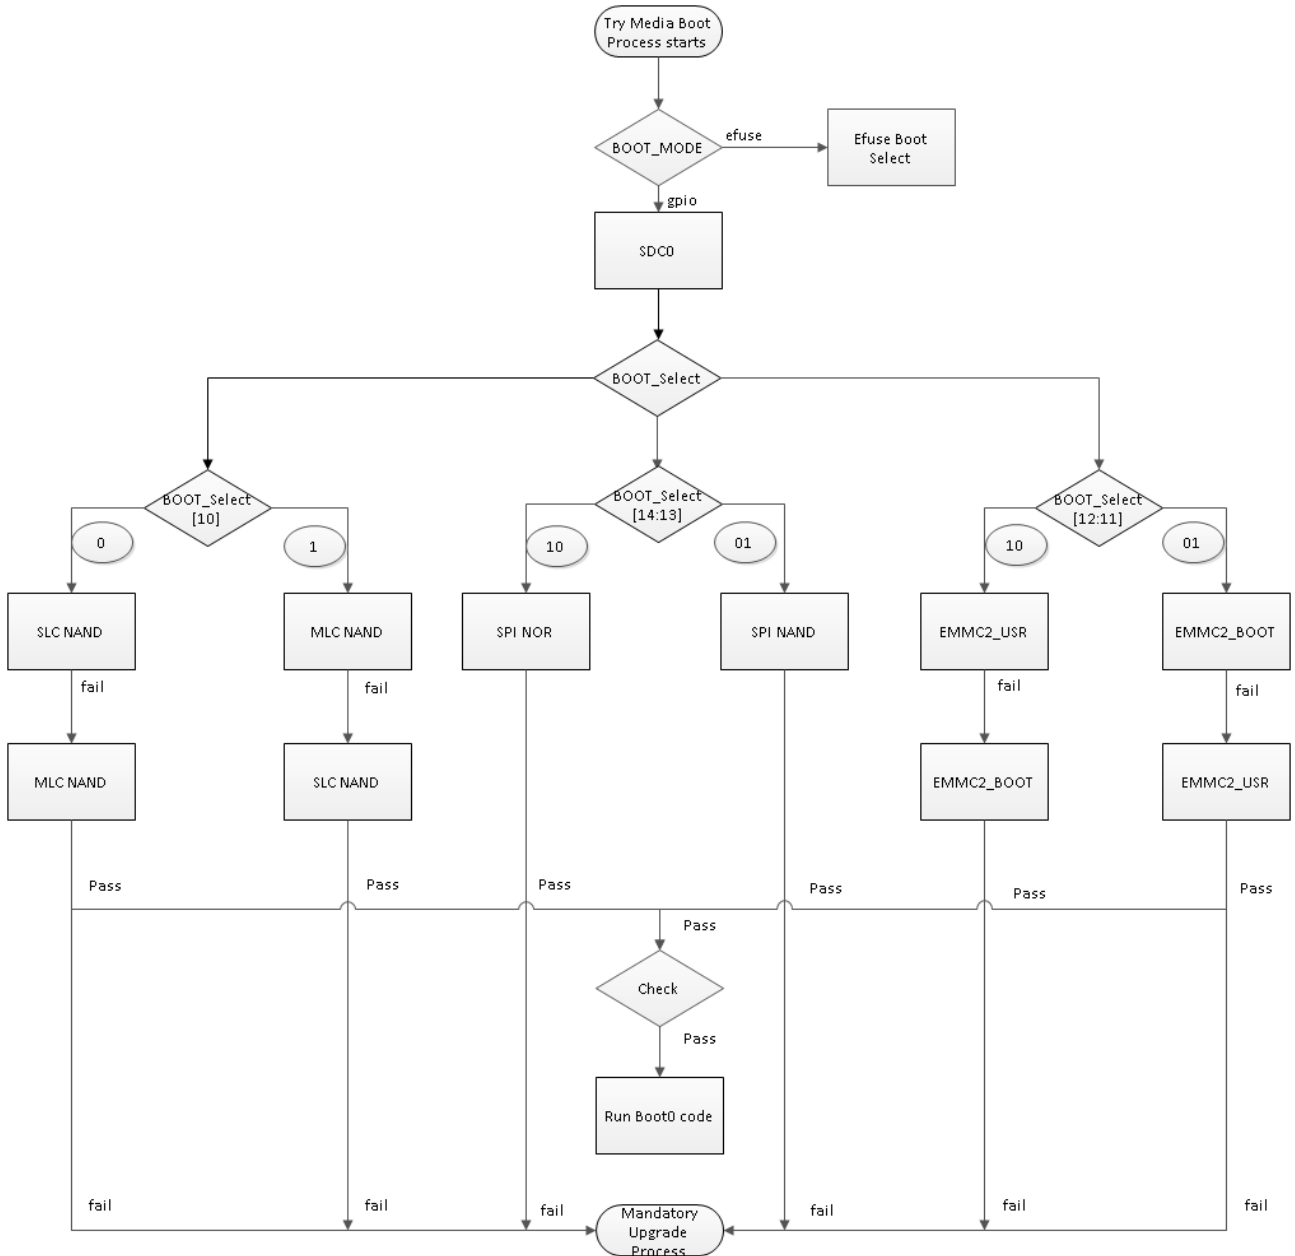 Try Media Boot
Process starts
BOOT_MODE
efuse
Efuse Boot
Select
gpio
SDC0
BOOT_Select
BOOT_Select
[10]
BOOT_Select
[14:13]
BOOT_Select
[12:11]
0
1
10
01
10
01
SLC NAND
MLC NAND
SPI NOR
SPI NAND
EMMC2_USR
EMMC2_BOOT
fail
fail
fail
fail
MLC NAND
SLC NAND
EMMC2_BOOT
EMMC2_USR
Pass
Pass
Pass
Pass
Pass
Pass
Pass
Check
Pass
Run Boot0 code
fail
fail
fail
fail
fail
fail
Mandatory
Upgrade
Process